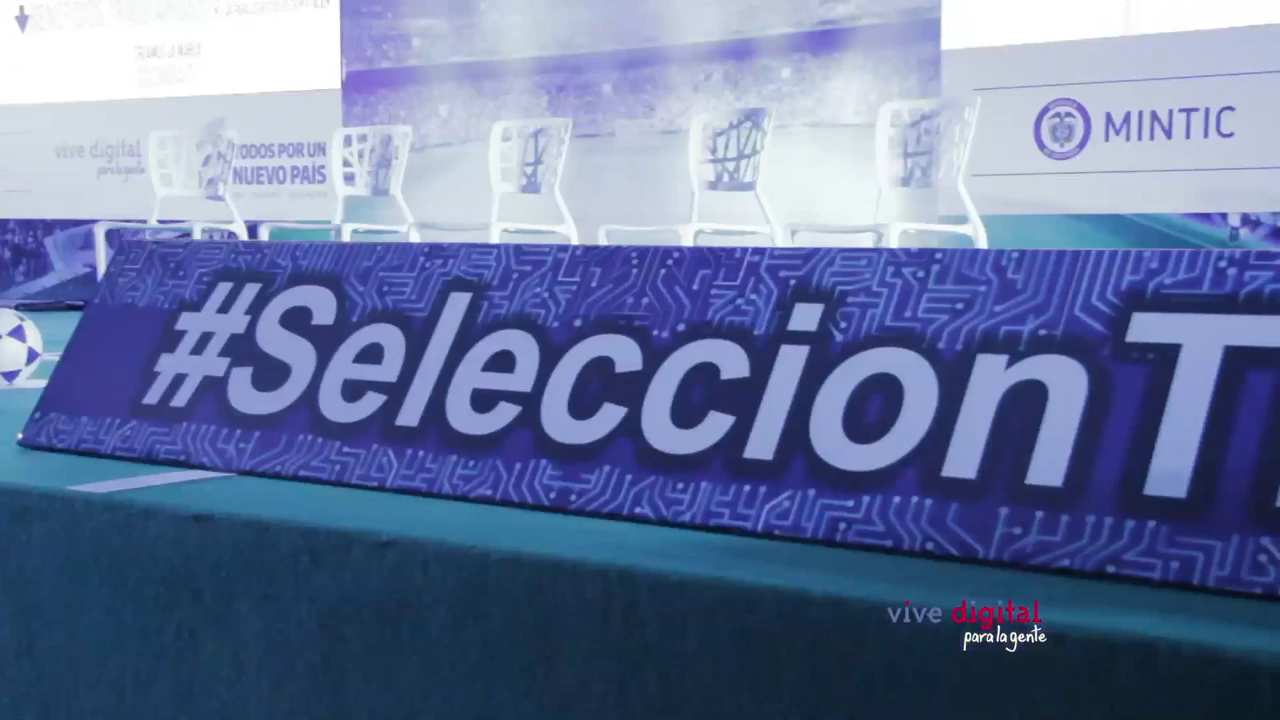 vive digital
para la gente
TODOS POR UN
NUEVO PAÍS
MINTIC
#SeleccionT
vive digital
para la gente